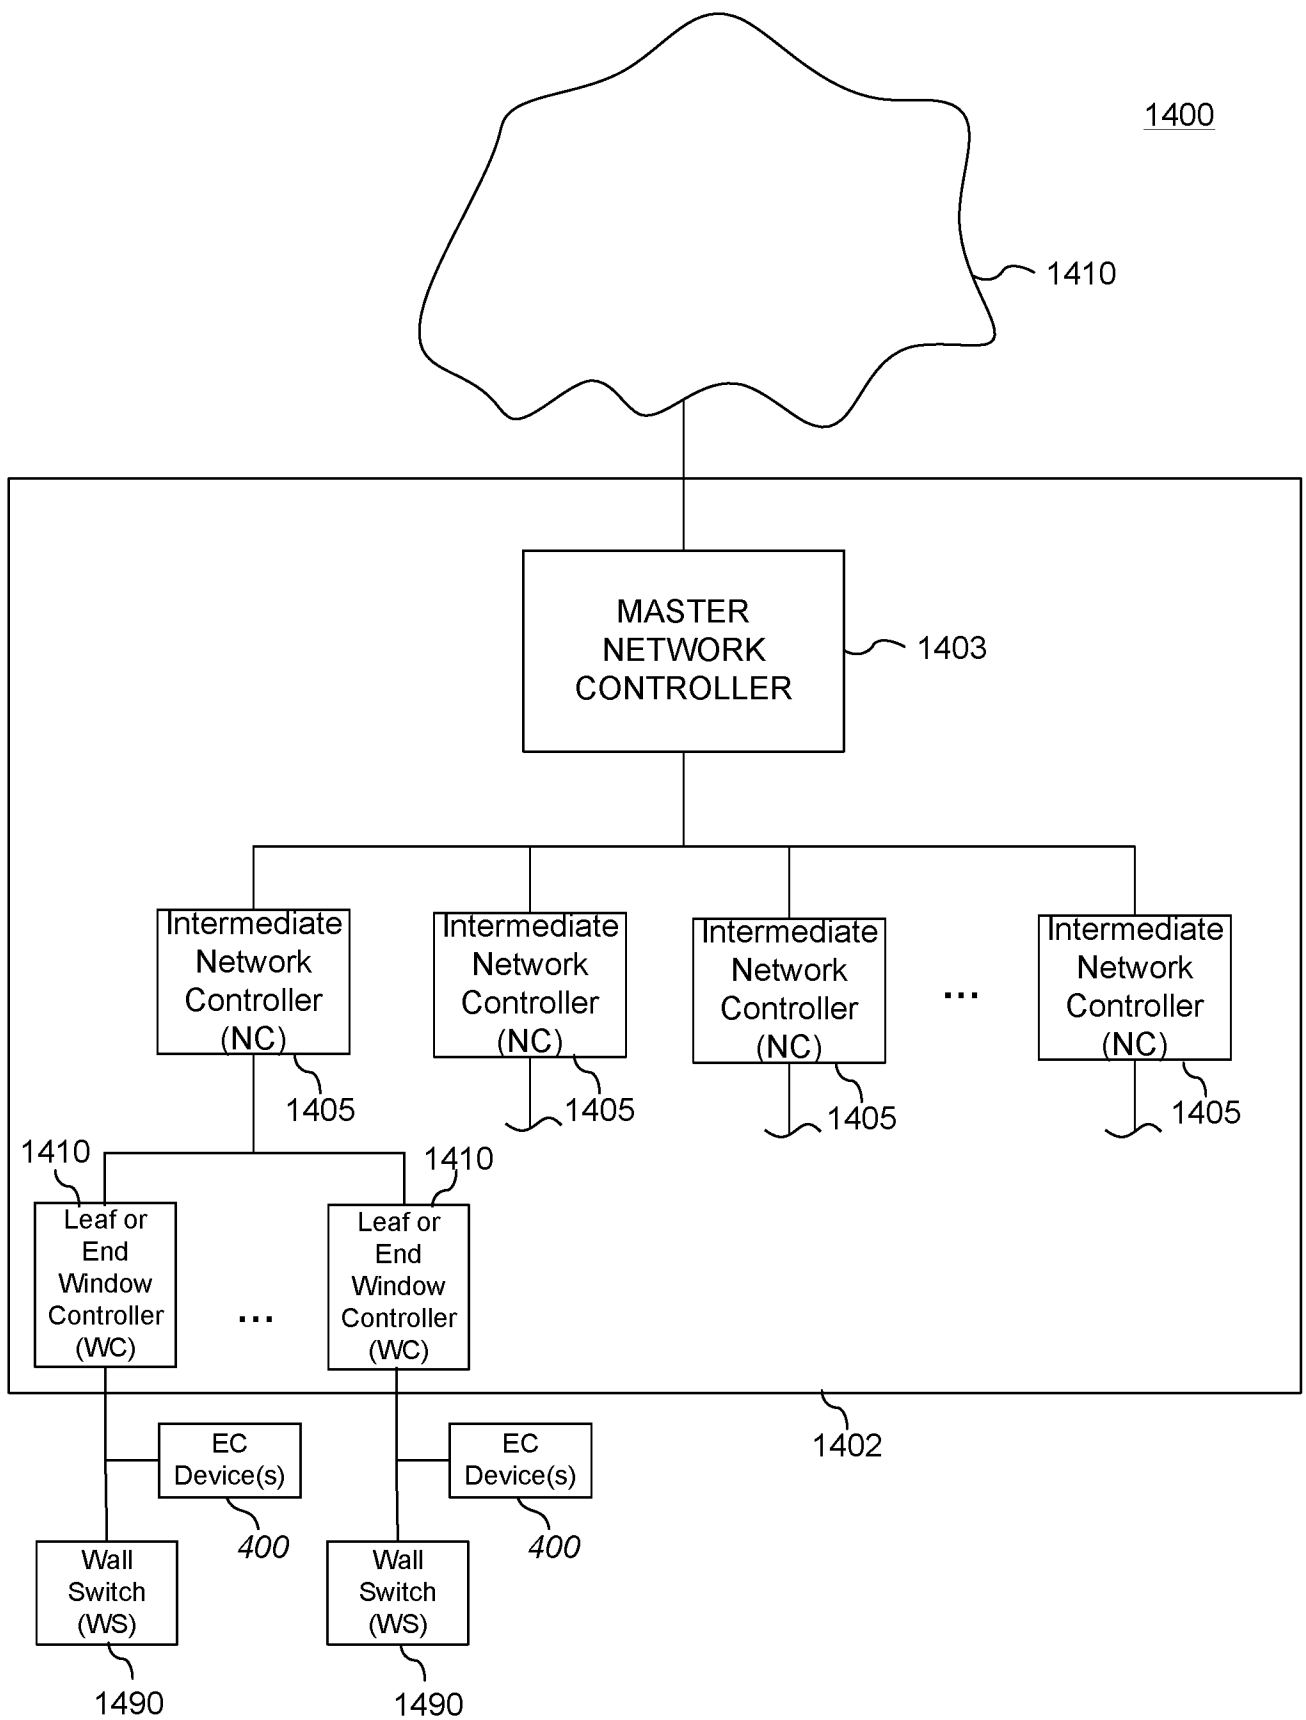 1400
1410
MASTER
NETWORK
CONTROLLER
1403
Intermediate
Network
Controller
(NC)
1405
Intermediate
Network
Controller
(NC)
1405
Intermediate
Network
Controller
(NC)
1405
...
Intermediate
Network
Controller
(NC)
1405
1410
Leaf or
End
Window
Controller
(WC)
...
1410
Leaf or
End
Window
Controller
(WC)
1402
EC
Device(s)
400
EC
Device(s)
400
Wall
Switch
(WS)
1490
Wall
Switch
(WS)
1490